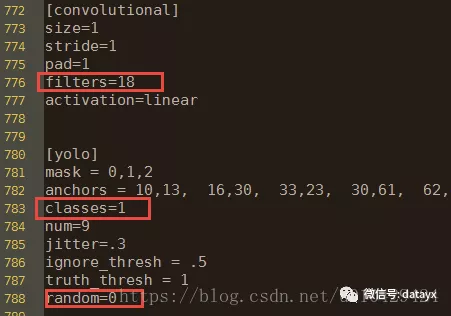 772 [convolutional]
773 size=1
774 stride=1
775 pad=1
776 filters=18
777 activation=linear
778
779
780 [yolo]
781 mask = 0,1,2
782 anchors = 10,13,  16,30,  33,23,  30,61,  62,
783 classes=1
784 num=9
785 jitter=.3
786 ignore_thresh = .5
787 truth_thresh = 1
788 random=0
https://blog.csdn.net/
微信号: datayx